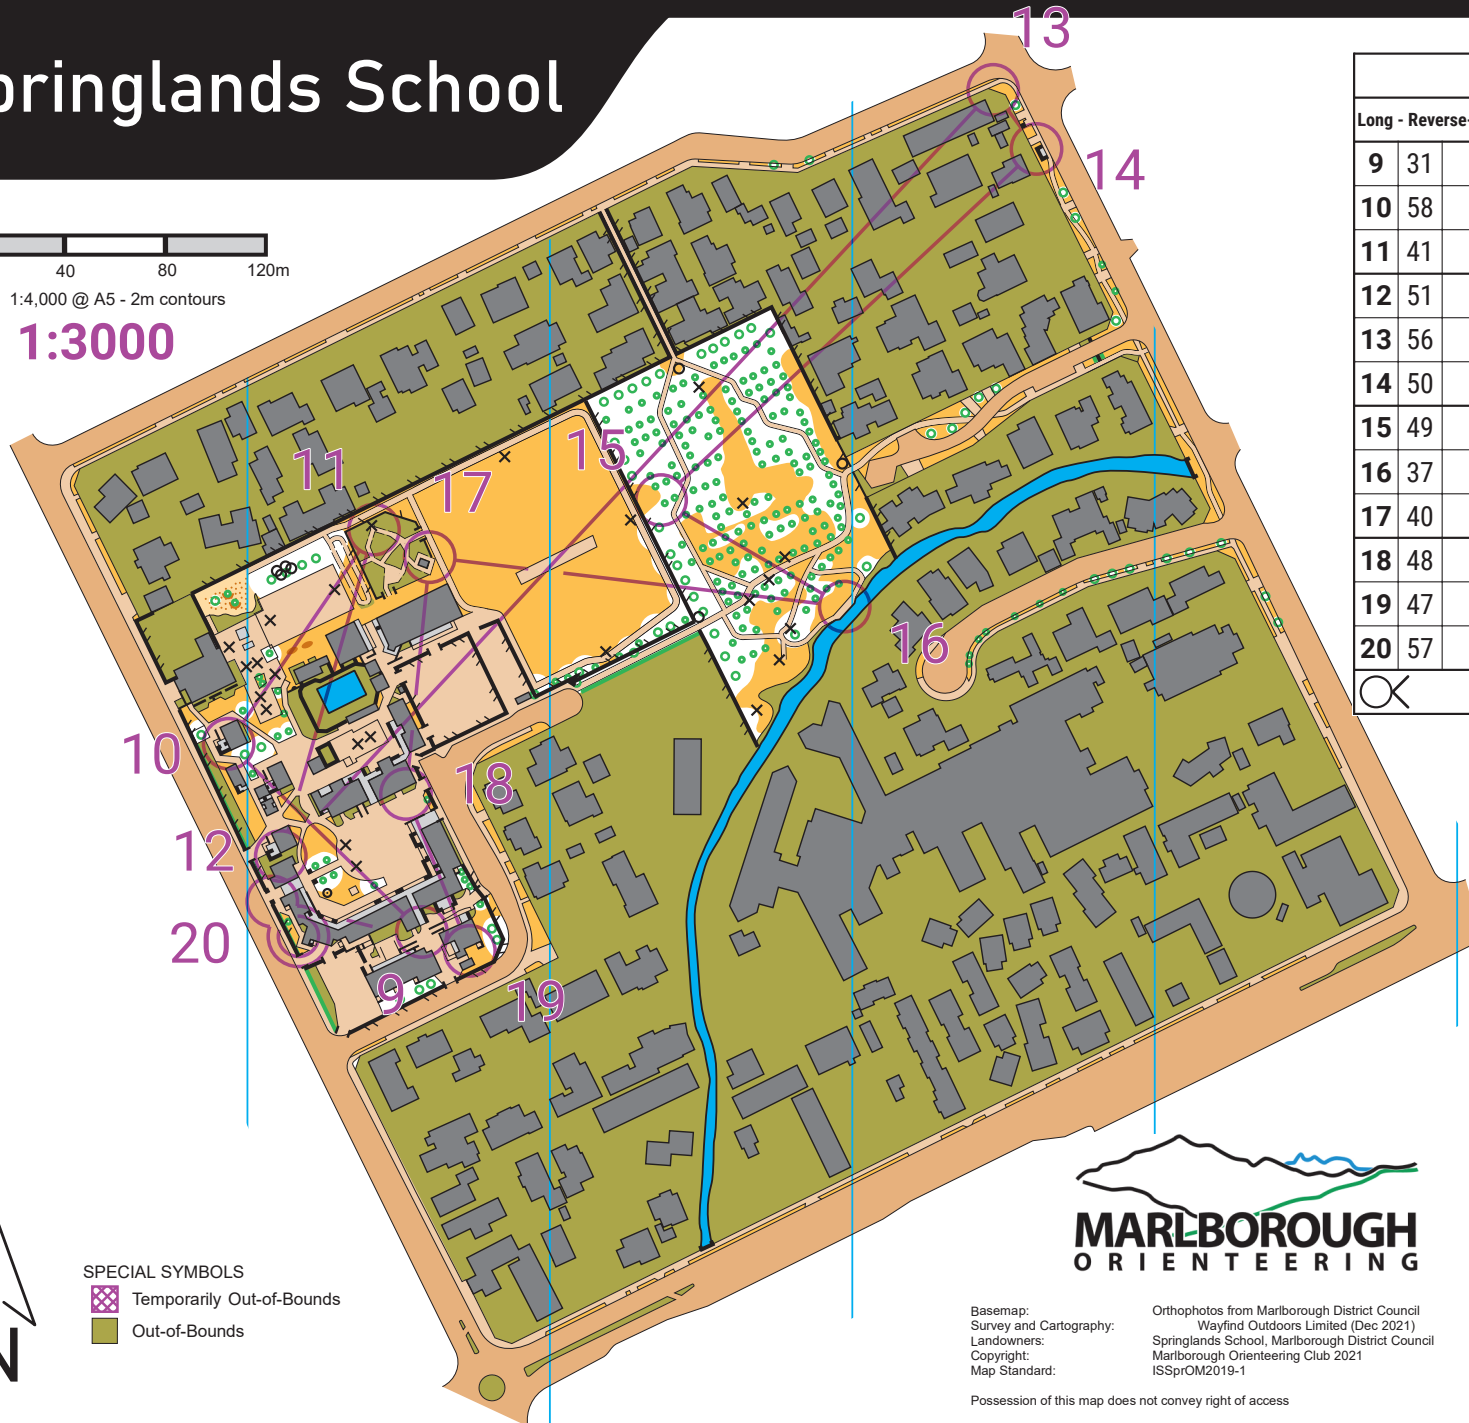 pringlands School
40 80 120m
1:4,000 @ A5 - 2m contours
1:3000
13
14
11
17
15
16
10
18
12
20
9
19
Long - Reverse-
9 31
10 58
11 41
12 51
13 56
14 50
15 49
16 37
17 40
18 48
19 47
20 57
N
SPECIAL SYMBOLS
Temporarily Out-of-Bounds
Out-of-Bounds
MARLBOROUGH
ORIENTEERING
Basemap: Orthophotos from Marlborough District Council
Survey and Cartography: Wayfind Outdoors Limited (Dec 2021)
Landowners: Springlands School, Marlborough District Council
Copyright: Marlborough Orienteering Club 2021
Map Standard: ISSprOM2019-1
Possession of this map does not convey right of access